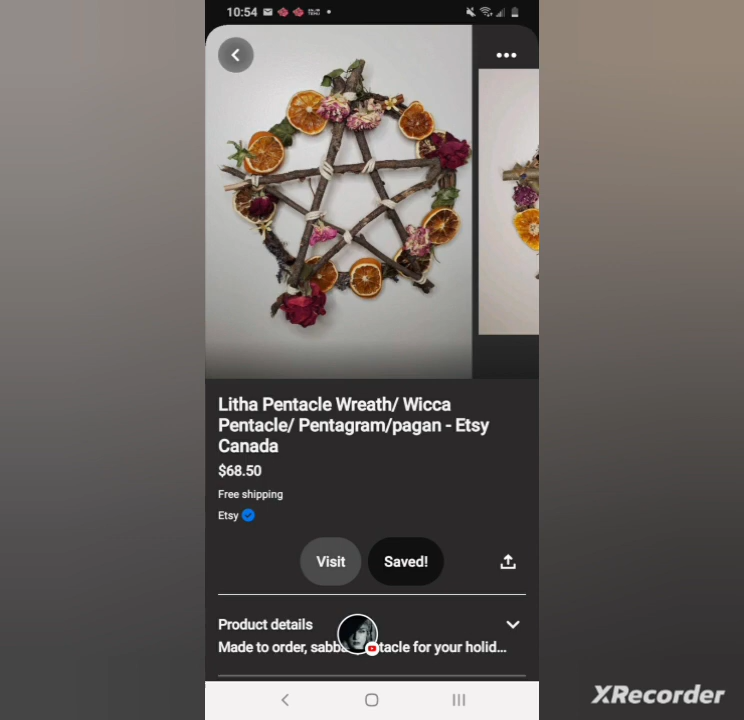 10:54
Litha Pentacle Wreath/ Wicca
Pentacle/ Pentagram/pagan - Etsy
Canada
$68.50
Free shipping
Etsy
Visit
Saved!
Product details
Made to order, tacle for your holid...
XRecorder